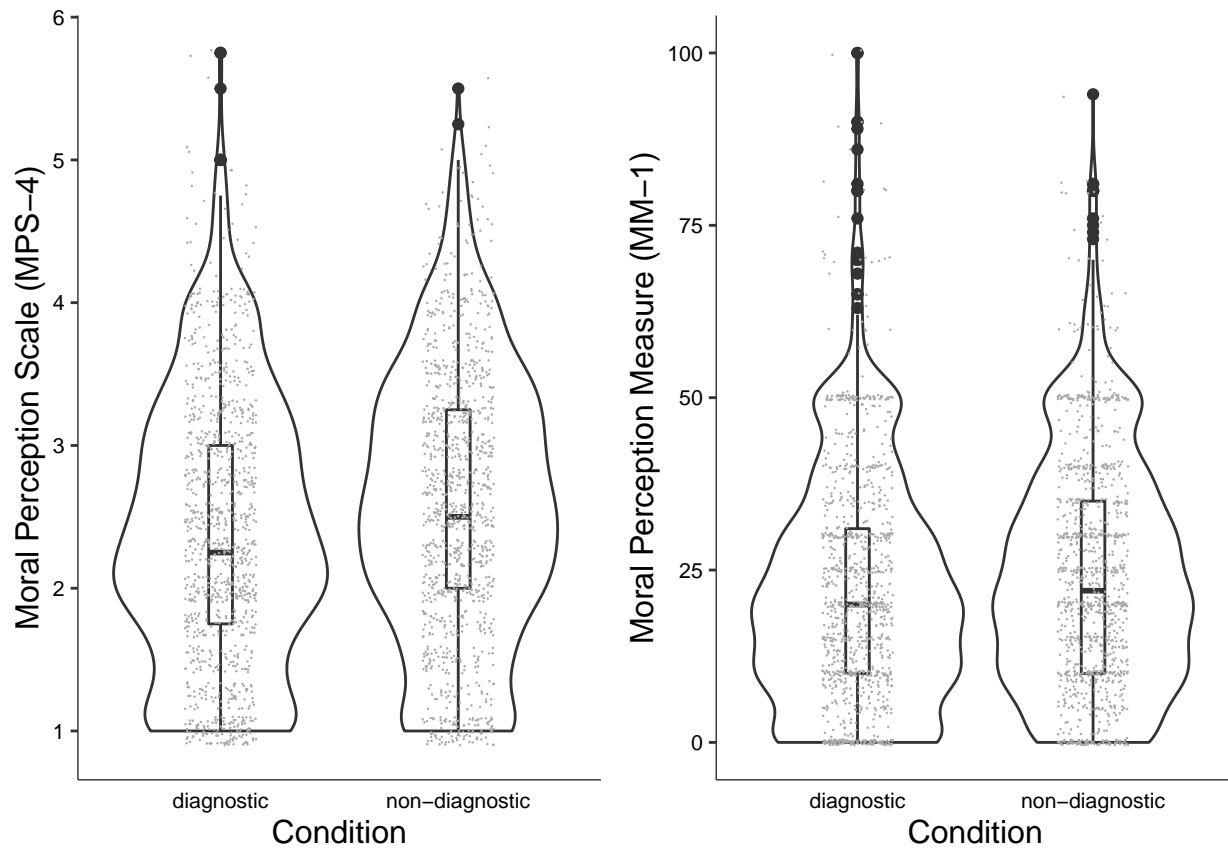 Moral Perception Scale (MPS−4)
6
5
4
3
2
1
diagnostic
non−diagnostic
Condition
Moral Perception Measure (MM−1)
100
75
50
25
0
diagnostic
non−diagnostic
Condition